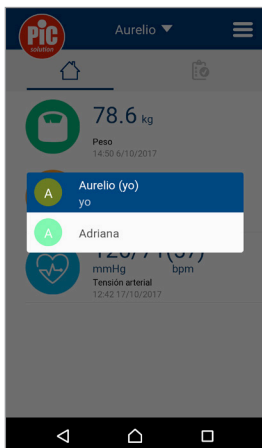 PiC
solution
Aurelio
78.6 kg
Peso
14:50 6/10/2017
A
Aurelio (yo)
yo
A
Adriana
mmHg bpm
Tensión arterial
12:42 17/10/2017